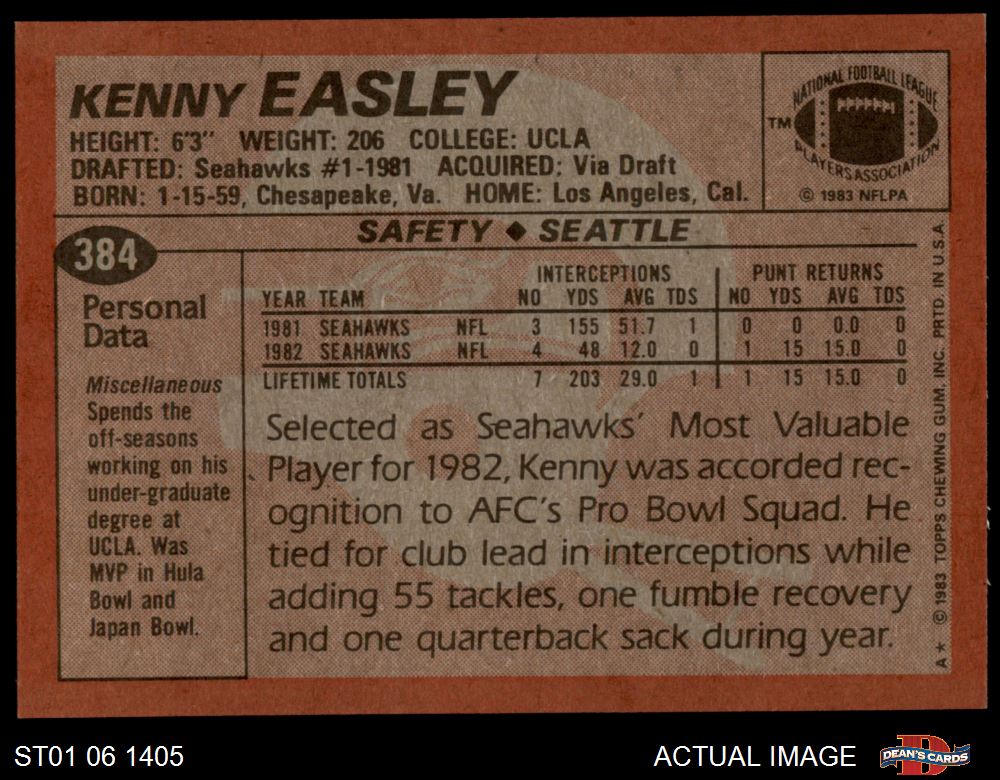 KENNY EASLEY
HEIGHT: 6'3" WEIGHT: 206 COLLEGE: UCLA
DRAFTED: Seahawks #1-1981 ACQUIRED: Via Draft
BORN: 1-15-59, Chesapeake, Va. HOME: Los Angeles, Cal.
NATIONAL FOOTBALL LEAGUE
TM
PLAYERS ASSOCIATION
© 1983 NFLPA
SAFETY ♦ SEATTLE
384
Personal
Data
Miscellaneous
Spends the
off-seasons
working on his
under-graduate
degree at
UCLA. Was
MVP in Hula
Bowl and
Japan Bowl.
INTERCEPTIONS PUNT RETURNS
YEAR TEAM NO YDS AVG TDS NO YDS AVG TDS
1981 SEAHAWKS NFL 3 155 51.7 1 0 0 0.0 0
1982 SEAHAWKS NFL 4 48 12.0 0 1 15 15.0 0
LIFETIME TOTALS 7 203 29.0 1 1 15 15.0 0
Selected as Seahawks' Most Valuable
Player for 1982, Kenny was accorded rec-
ognition to AFC's Pro Bowl Squad. He
tied for club lead in interceptions while
adding 55 tackles, one fumble recovery
and one quarterback sack during year.
A* © 1983 TOPPS CHEWING GUM, INC. PRTD. IN U.S.A
ST01 06 1405
ACTUAL IMAGE
D
DEAN'S CARDS